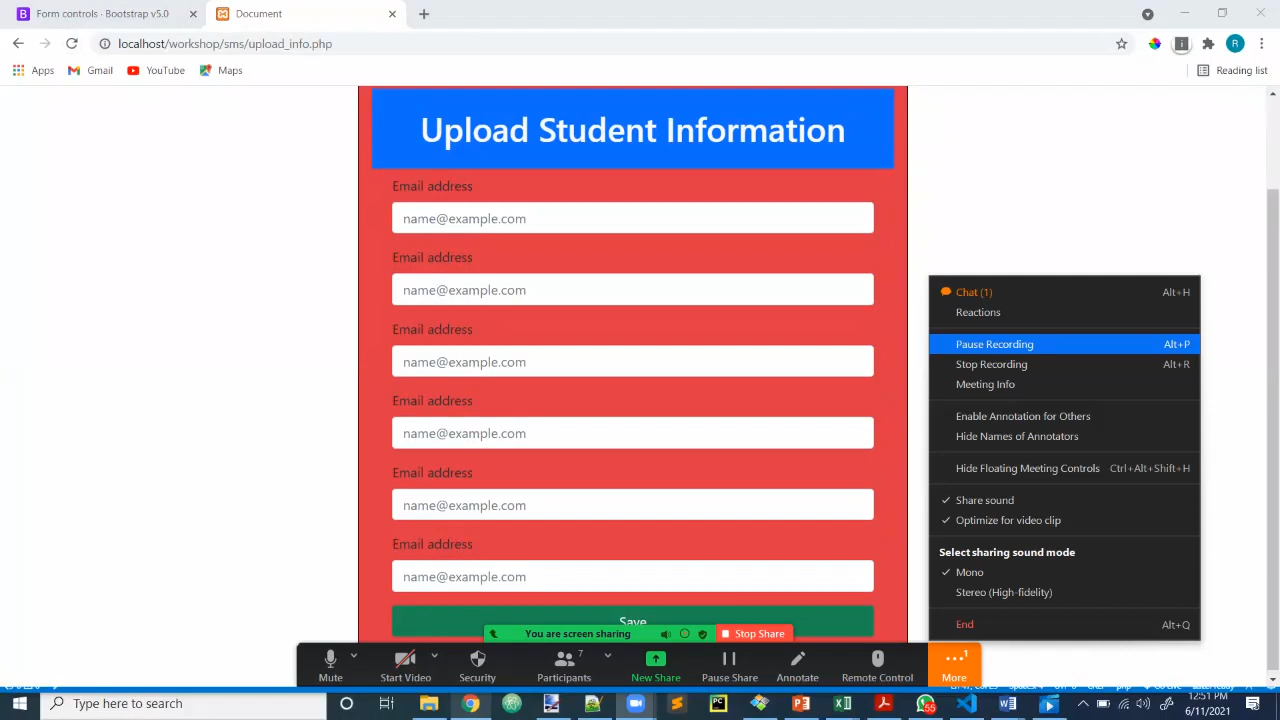 Form controls · Bootstrap v5.0
Document
localhost/workshop/sms/upload_info.php
R
Apps
Gmail
YouTube
Maps
Reading list
Upload Student Information
Email address
name@example.com
Email address
name@example.com
Email address
name@example.com
Email address
name@example.com
Email address
name@example.com
Email address
name@example.com
Save
Chat (1) Alt+H
Reactions
Pause Recording Alt+P
Stop Recording Alt+R
Meeting Info
Enable Annotation for Others
Hide Names of Annotators
Hide Floating Meeting Controls Ctrl+Alt+Shift+H
Share sound
Optimize for video clip
Select sharing sound mode
Mono
Stereo (High-fidelity)
End Alt+Q
You are screen sharing
Stop Share
7
1
Mute
Start Video
Security
Participants
New Share
Pause Share
Annotate
Remote Control
More
Type here to search
55
12:51 PM
6/11/2021